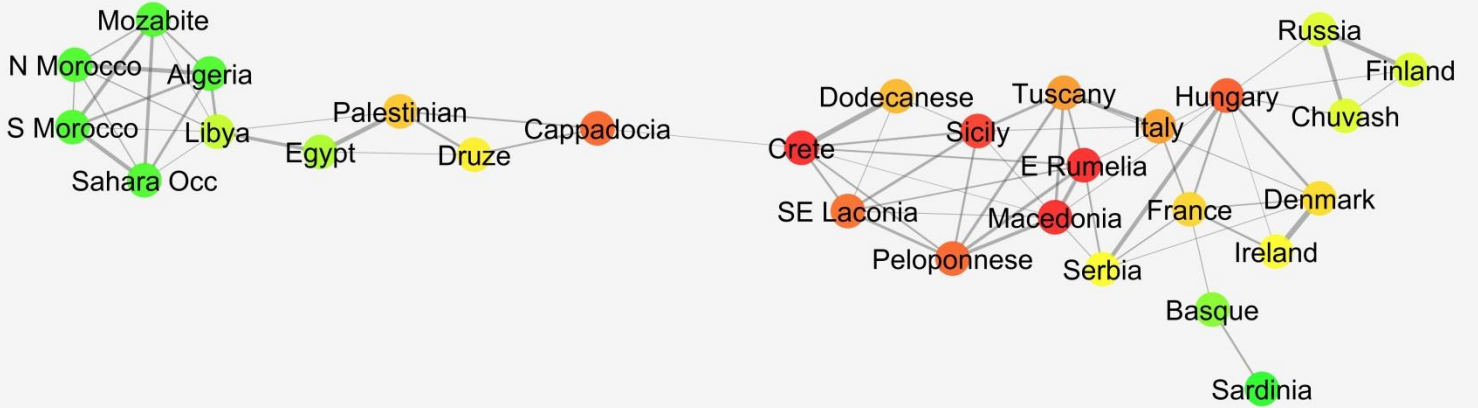 Mozabite
N Morocco
Algeria
S Morocco
Libya
Sahara Occ
Palestinian
Egypt
Druze
Cappadocia
Dodecanese
Crete
Sicily
SE Laconia
Peloponnese
Tuscany
E Rumelia
Macedonia
Italy
Hungary
Serbia
France
Denmark
Ireland
Russia
Finland
Chuvash
Basque
Sardinia